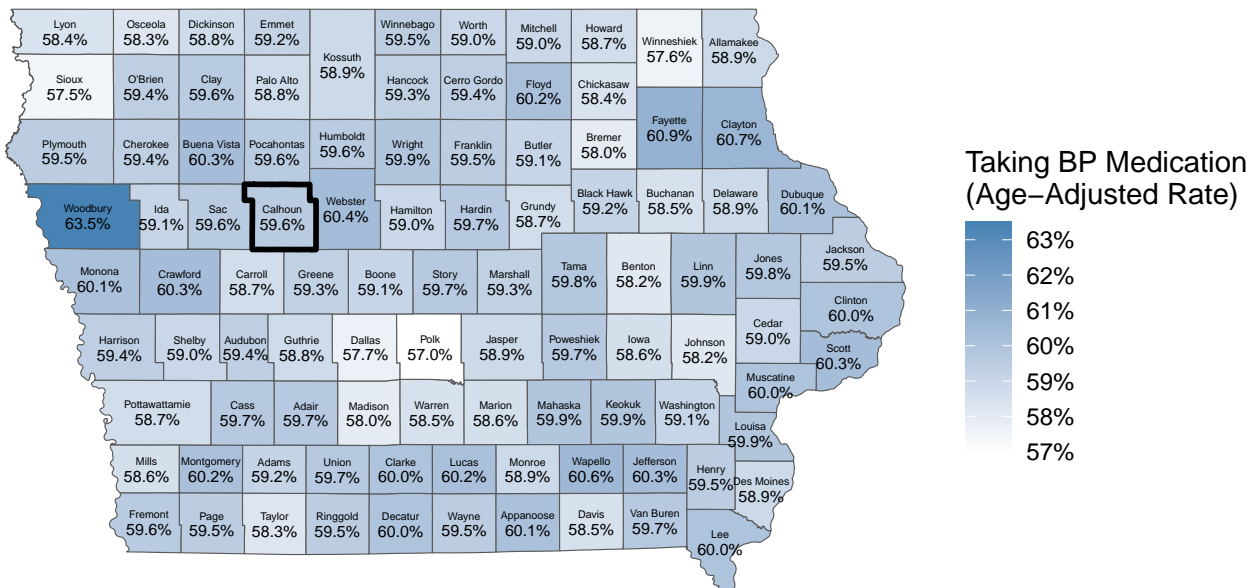 Lyon
58.4%
Osceola
58.3%
Dickinson
58.8%
Emmet
59.2%
Winnebago
59.5%
Worth
59.0%
Mitchell
59.0%
Howard
58.7%
Winneshiek
57.6%
Allamakee
58.9%
Kossuth
58.9%
Sioux
57.5%
O'Brien
59.4%
Clay
59.6%
Palo Alto
58.8%
Hancock
59.3%
Cerro Gordo
59.4%
Floyd
60.2%
Chickasaw
58.4%
Fayette
60.9%
Clayton
60.7%
Plymouth
59.5%
Cherokee
59.4%
Buena Vista
60.3%
Pocahontas
59.6%
Humboldt
59.6%
Wright
59.9%
Franklin
59.5%
Butler
59.1%
Bremer
58.0%
Woodbury
63.5%
Ida
59.1%
Sac
59.6%
Calhoun
59.6%
Webster
60.4%
Hamilton
59.0%
Hardin
59.7%
Grundy
58.7%
Black Hawk
59.2%
Buchanan
58.5%
Delaware
58.9%
Dubuque
60.1%
Monona
60.1%
Crawford
60.3%
Carroll
58.7%
Greene
59.3%
Boone
59.1%
Story
59.7%
Marshall
59.3%
Tama
59.8%
Benton
58.2%
Linn
59.9%
Jones
59.8%
Jackson
59.5%
Clinton
60.0%
Harrison
59.4%
Shelby
59.0%
Audubon
59.4%
Guthrie
58.8%
Dallas
57.7%
Polk
57.0%
Jasper
58.9%
Poweshiek
59.7%
Iowa
58.6%
Johnson
58.2%
Cedar
59.0%
Scott
60.3%
Muscatine
60.0%
Pottawattamie
58.7%
Cass
59.7%
Adair
59.7%
Madison
58.0%
Warren
58.5%
Marion
58.6%
Mahaska
59.9%
Keokuk
59.9%
Washington
59.1%
Louisa
59.9%
Mills
58.6%
Montgomery
60.2%
Adams
59.2%
Union
59.7%
Clarke
60.0%
Lucas
60.2%
Monroe
58.9%
Wapello
60.6%
Jefferson
60.3%
Henry
59.5%
Des Moines
58.9%
Fremont
59.6%
Page
59.5%
Taylor
58.3%
Ringgold
59.5%
Decatur
60.0%
Wayne
59.5%
Appanoose
60.1%
Davis
58.5%
Van Buren
59.7%
Lee
60.0%
Taking BP Medication
(Age−Adjusted Rate)
63%
62%
61%
60%
59%
58%
57%